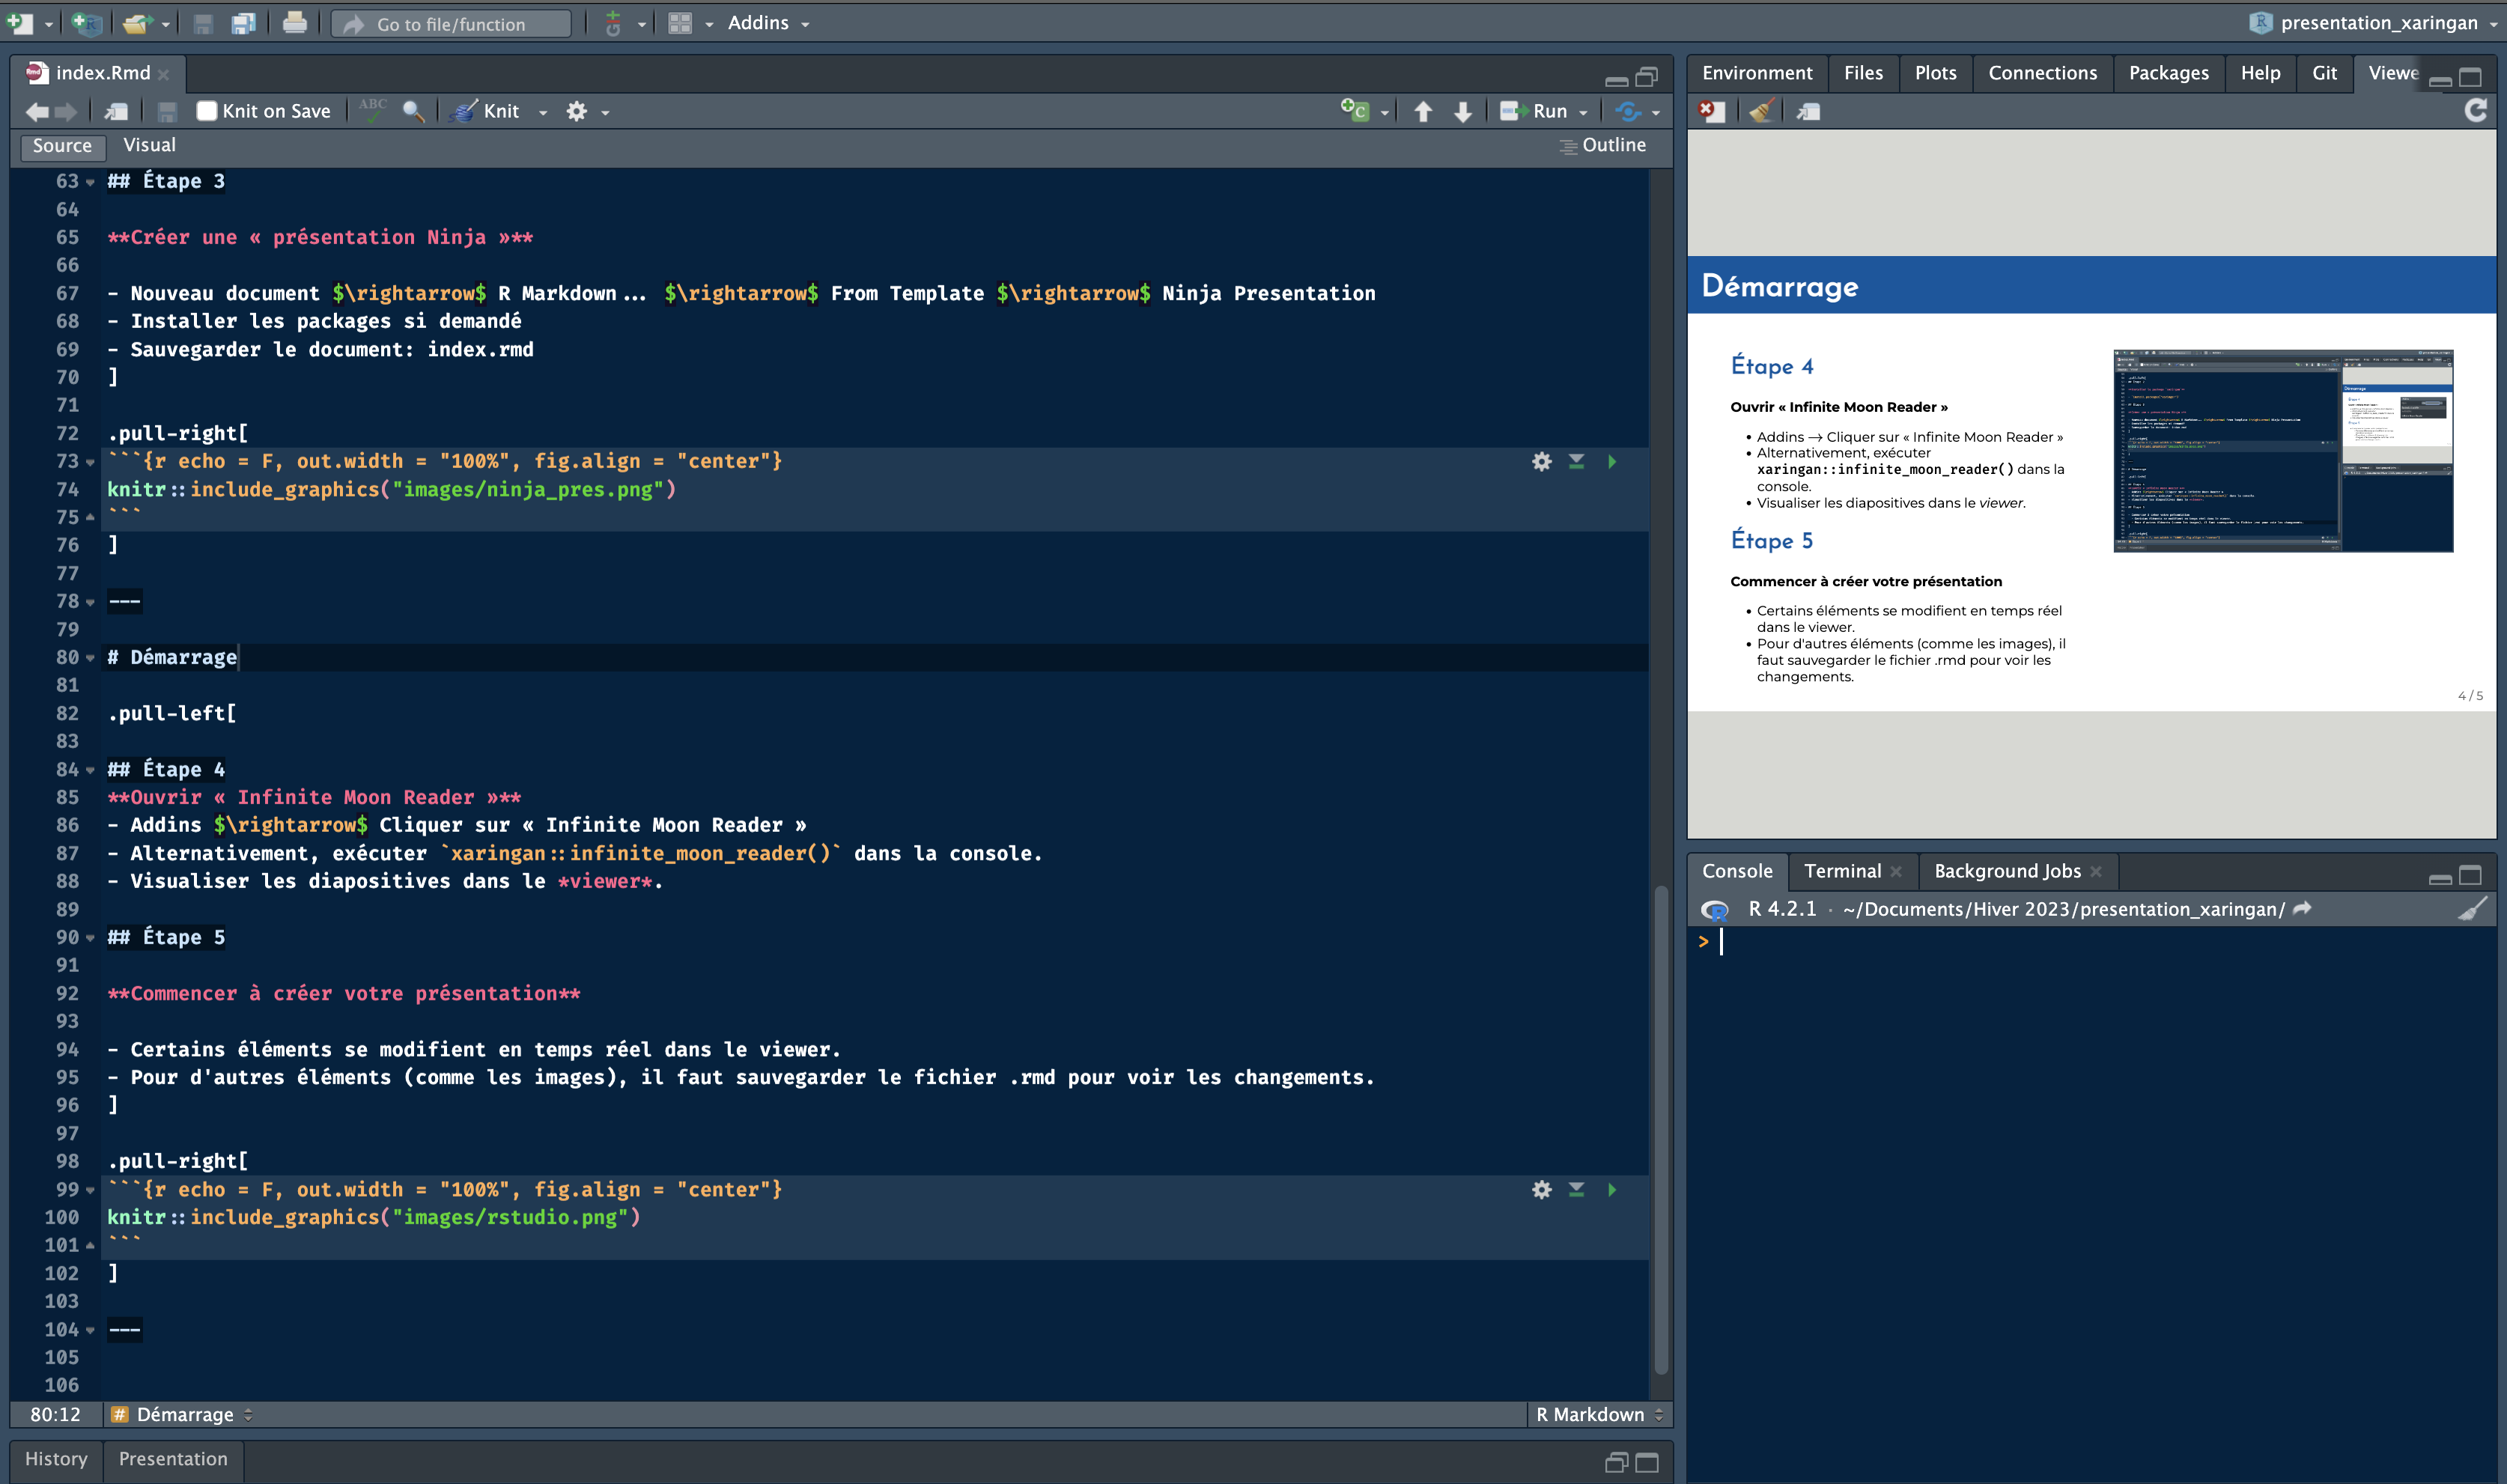 Go to file/function
Addins
presentation_xaringan
index.Rmd
Knit on Save
ABC
Knit
Run
Source
Visual
Outline
63 ## Étape 3
64
65 **Créer une « présentation Ninja »**
66
67 - Nouveau document $\rightarrow$ R Markdown... $\rightarrow$ From Template $\rightarrow$ Ninja Presentation
68 - Installer les packages si demandé
69 - Sauvegarder le document: index.rmd
70 ]
71
72 .pull-right[
73 ```{r echo = F, out.width = "100%", fig.align = "center"}
74 knitr::include_graphics("images/ninja_pres.png")
75 ```
76 ]
77
78 ---
79
80 # Démarrage
81
82 .pull-left[
83
84 ## Étape 4
85 **Ouvrir « Infinite Moon Reader »**
86 - Addins $\rightarrow$ Cliquer sur « Infinite Moon Reader »
87 - Alternativement, exécuter `xaringan::infinite_moon_reader()` dans la console.
88 - Visualiser les diapositives dans le *viewer*.
89
90 ## Étape 5
91
92 **Commencer à créer votre présentation**
93
94 - Certains éléments se modifient en temps réel dans le viewer.
95 - Pour d'autres éléments (comme les images), il faut sauvegarder le fichier .rmd pour voir les changements.
96 ]
97
98 .pull-right[
99 ```{r echo = F, out.width = "100%", fig.align = "center"}
100 knitr::include_graphics("images/rstudio.png")
101 ```
102 ]
103
104 ---
105
106
80:12 # Démarrage
R Markdown
History
Presentation
Environment
Files
Plots
Connections
Packages
Help
Git
Viewe
Démarrage
Étape 4
Ouvrir « Infinite Moon Reader »
• Addins → Cliquer sur « Infinite Moon Reader »
• Alternativement, exécuter
xaringan::infinite_moon_reader() dans la
console.
• Visualiser les diapositives dans le viewer.
Étape 5
Commencer à créer votre présentation
• Certains éléments se modifient en temps réel
dans le viewer.
• Pour d'autres éléments (comme les images), il
faut sauvegarder le fichier .rmd pour voir les
changements.
4 / 5
Console
Terminal
Background Jobs
R 4.2.1 · ~/Documents/Hiver 2023/presentation_xaringan/
>